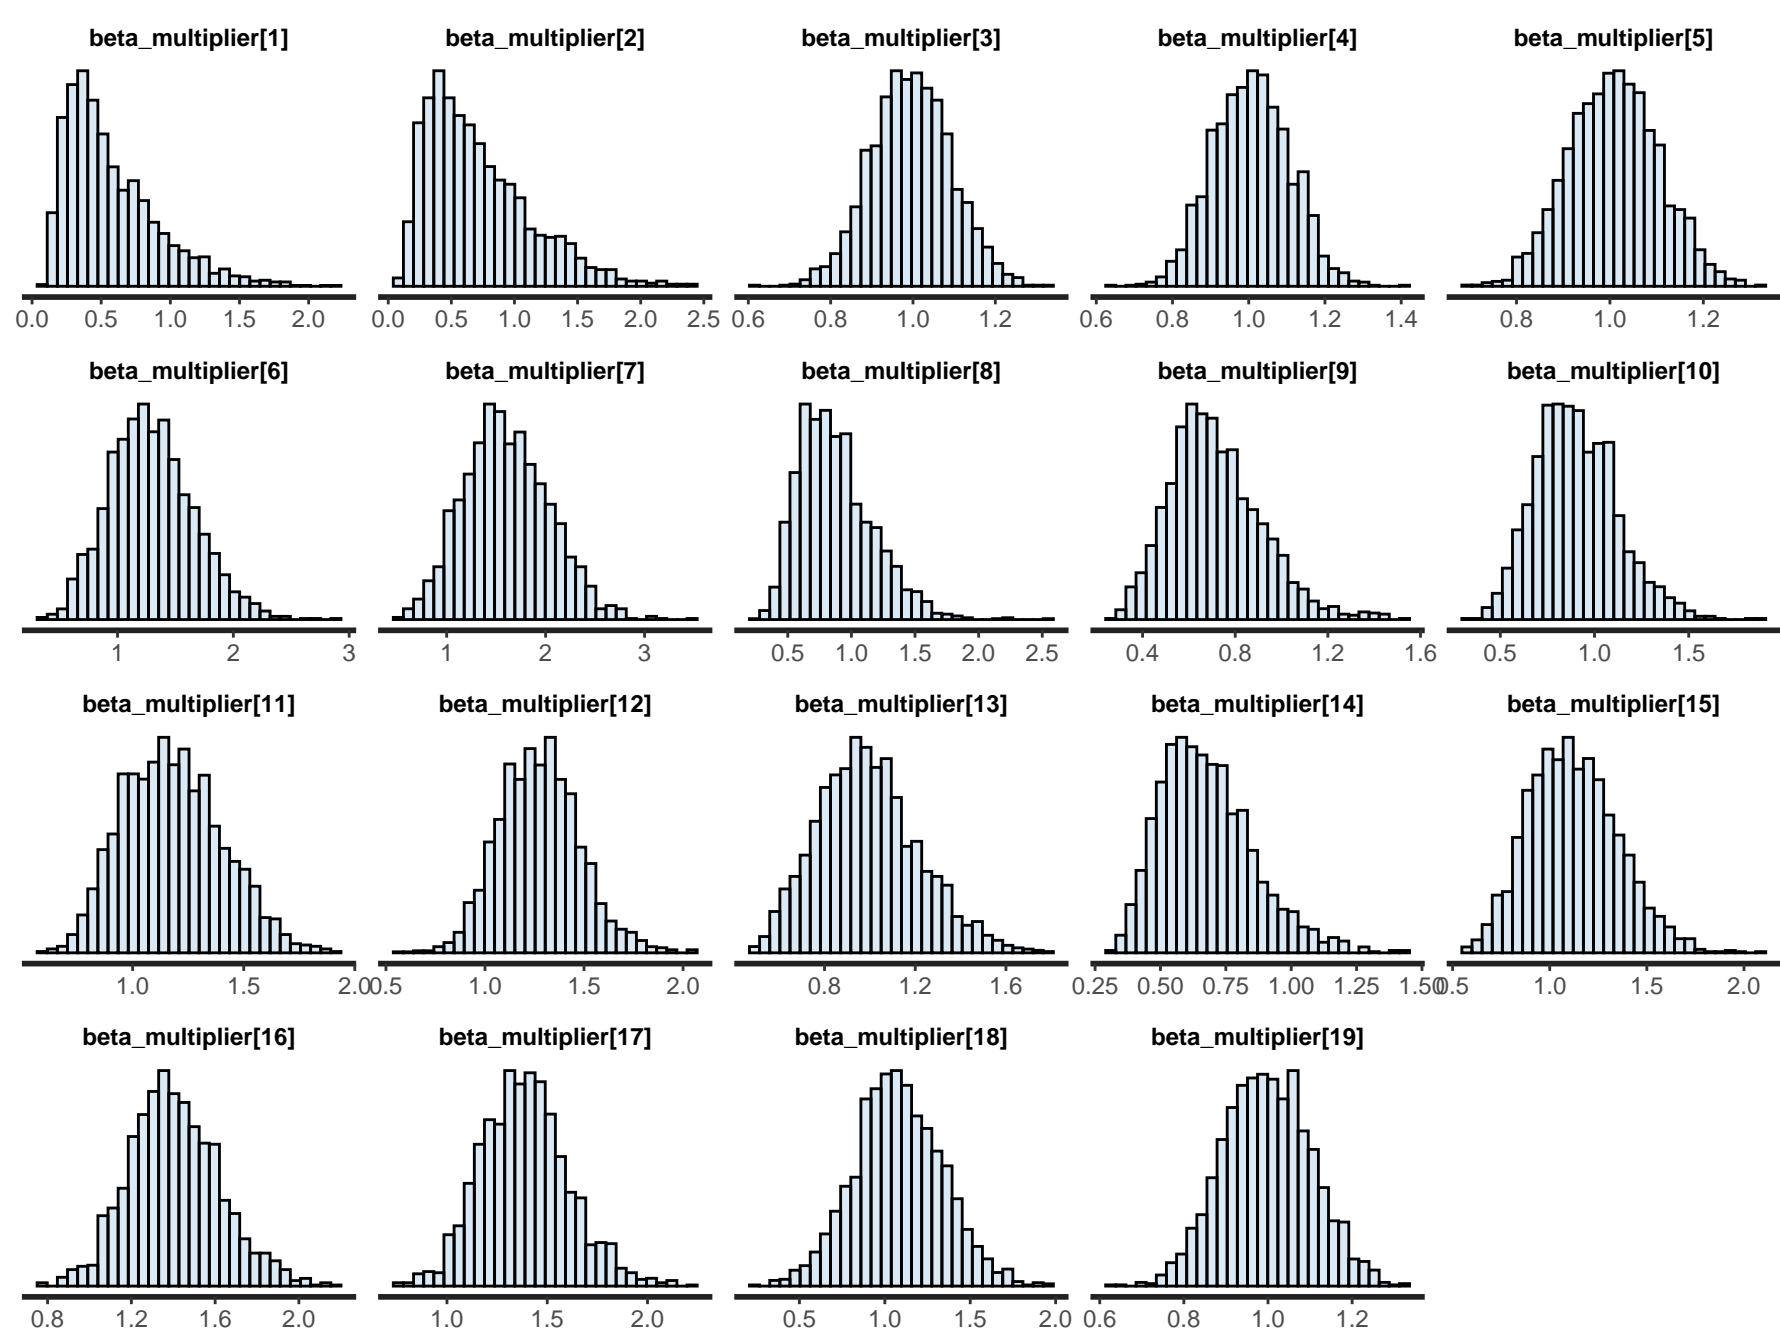 beta_multiplier[1] beta_multiplier[2] beta_multiplier[3] beta_multiplier[4] beta_multiplier[5]
0.0 0.5 1.0 1.5 2.0 0.0 0.5 1.0 1.5 2.0 2.5 0.6 0.8 1.0 1.2 0.6 0.8 1.0 1.2 1.4 0.8 1.0 1.2
beta_multiplier[6] beta_multiplier[7] beta_multiplier[8] beta_multiplier[9] beta_multiplier[10]
1 2 3 1 2 3 0.5 1.0 1.5 2.0 2.5 0.4 0.8 1.2 1.6 0.5 1.0 1.5
beta_multiplier[11] beta_multiplier[12] beta_multiplier[13] beta_multiplier[14] beta_multiplier[15]
1.0 1.5 2.0 0.5 1.0 1.5 2.0 0.8 1.2 1.6 0.25 0.50 0.75 1.00 1.25 1.50 0.5 1.0 1.5 2.0
beta_multiplier[16] beta_multiplier[17] beta_multiplier[18] beta_multiplier[19]
0.8 1.2 1.6 2.0 1.0 1.5 2.0 0.5 1.0 1.5 2.0 0.6 0.8 1.0 1.2